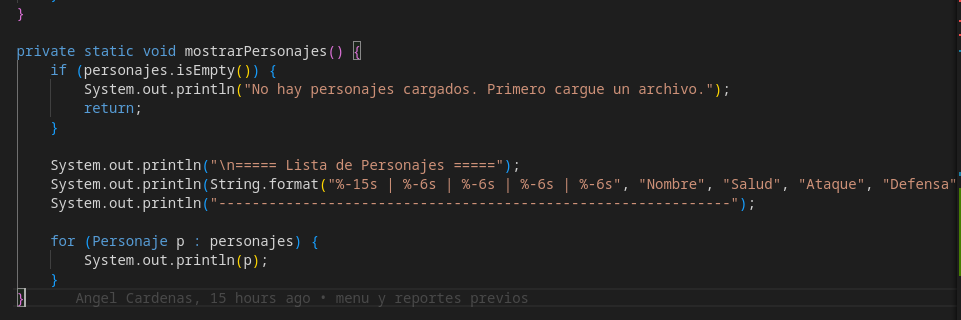 }
private static void mostrarPersonajes() {
    if (personajes.isEmpty()) {
        System.out.println("No hay personajes cargados. Primero cargue un archivo.");
        return;
    }
    System.out.println("\n===== Lista de Personajes =====");
    System.out.println(String.format("%-15s | %-6s | %-6s | %-6s | %-6s", "Nombre", "Salud", "Ataque", "Defensa"
    System.out.println("-------------------------------------------------------------");
    for (Personaje p : personajes) {
        System.out.println(p);
    }
}    Angel Cardenas, 15 hours ago • menu y reportes previos